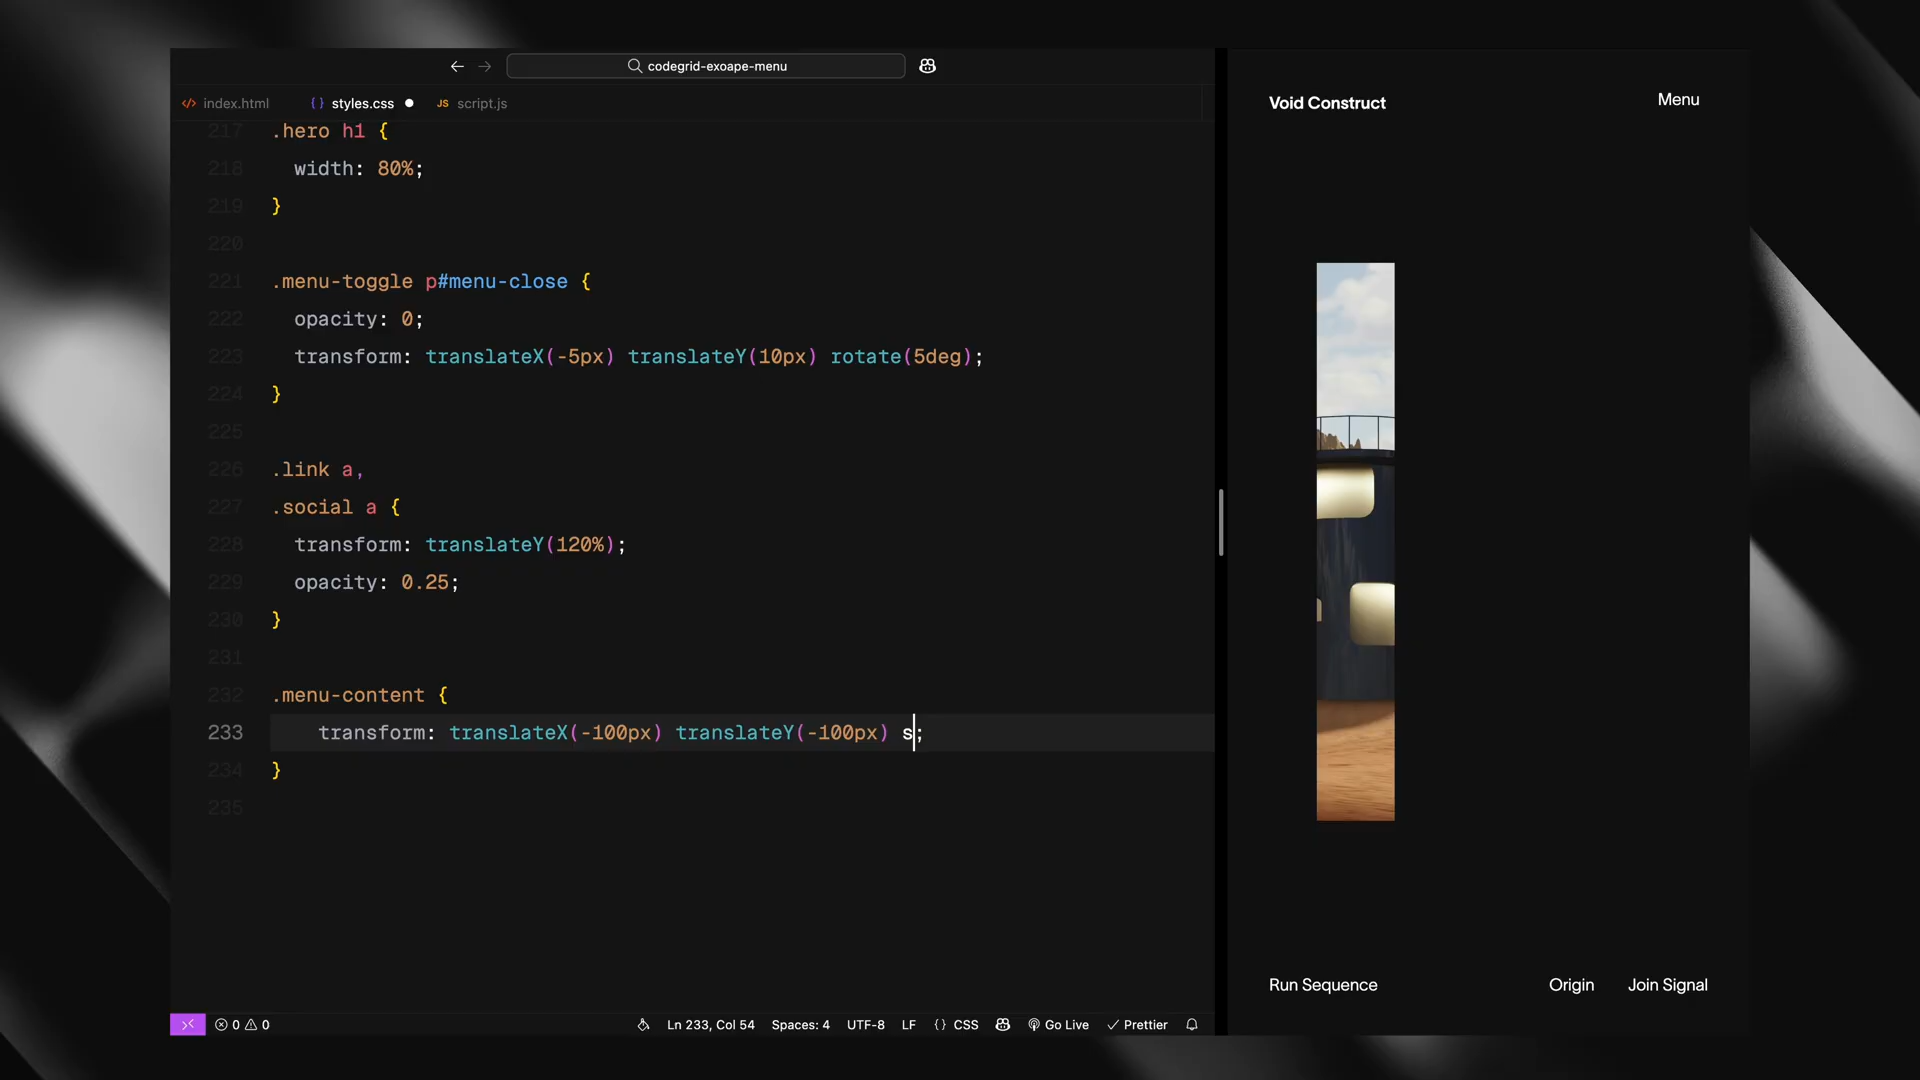 codegrid-exoape-menu
index.html
{ } styles.css
JS script.js
217 .hero h1 {
218 width: 80%;
219 }
220
221 .menu-toggle p#menu-close {
222 opacity: 0;
223 transform: translateX(-5px) translateY(10px) rotate(5deg);
224 }
225
226 .link a,
227 .social a {
228 transform: translateY(120%);
229 opacity: 0.25;
230 }
231
232 .menu-content {
233 transform: translateX(-100px) translateY(-100px) s;
234 }
235
0 0
Ln 233, Col 54
Spaces: 4
UTF-8
LF
{ } CSS
Go Live
Prettier
Void Construct
Menu
Run Sequence
Origin
Join Signal